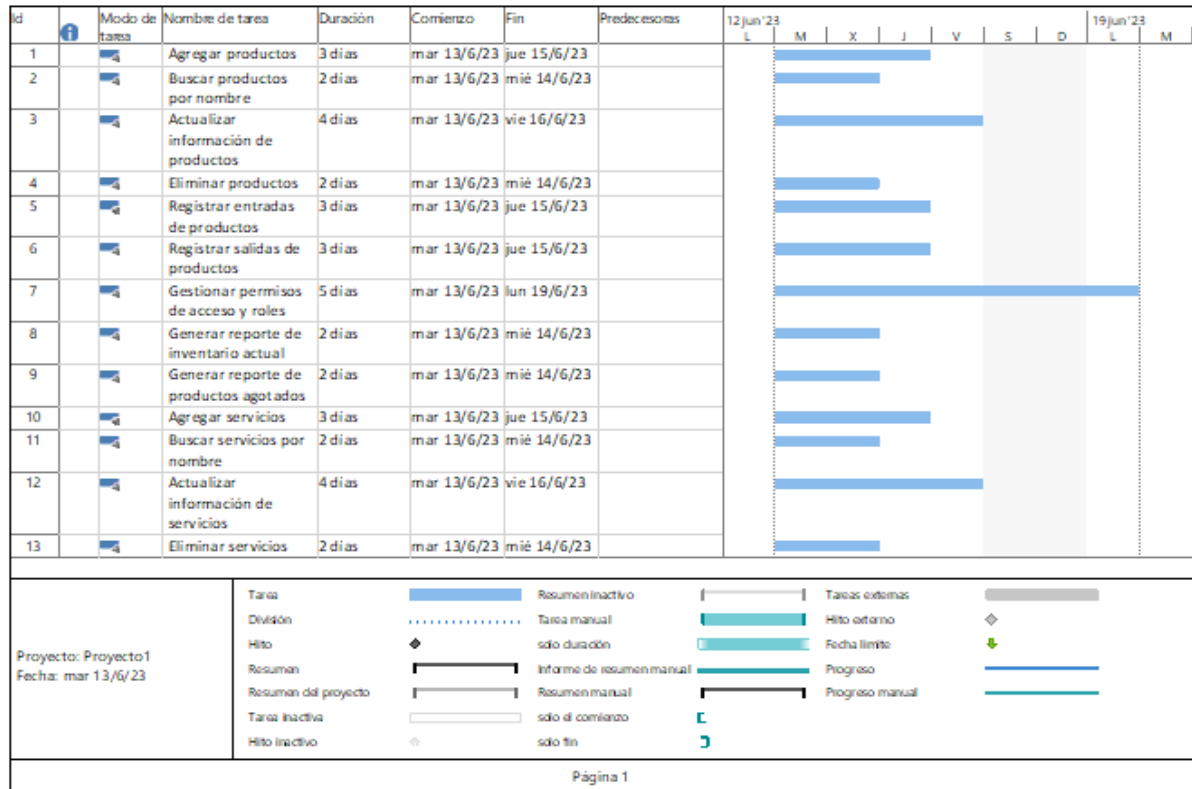 Id Modo de tarea Nombre de tarea Duración Comienzo Fin Predecesoras 12 jun '23 19 jun '23
L M X J V S D L M
1 Agregar productos 3 días mar 13/6/23 jue 15/6/23
2 Buscar productos por nombre 2 días mar 13/6/23 mié 14/6/23
3 Actualizar información de productos 4 días mar 13/6/23 vie 16/6/23
4 Eliminar productos 2 días mar 13/6/23 mié 14/6/23
5 Registrar entradas de productos 3 días mar 13/6/23 jue 15/6/23
6 Registrar salidas de productos 3 días mar 13/6/23 jue 15/6/23
7 Gestionar permisos de acceso y roles 5 días mar 13/6/23 lun 19/6/23
8 Generar reporte de inventario actual 2 días mar 13/6/23 mié 14/6/23
9 Generar reporte de productos agotados 2 días mar 13/6/23 mié 14/6/23
10 Agregar servicios 3 días mar 13/6/23 jue 15/6/23
11 Buscar servicios por nombre 2 días mar 13/6/23 mié 14/6/23
12 Actualizar información de servicios 4 días mar 13/6/23 vie 16/6/23
13 Eliminar servicios 2 días mar 13/6/23 mié 14/6/23
Proyecto: Proyecto1
Fecha: mar 13/6/23
Tarea
División
Hito
Resumen
Resumen del proyecto
Tarea inactiva
Hito inactivo
Resumen inactivo
Tarea manual
solo duración
Informe de resumen manual
Resumen manual
solo el comienzo
solo fin
Tareas externas
Hito externo
Fecha límite
Progreso
Progreso manual
Página 1